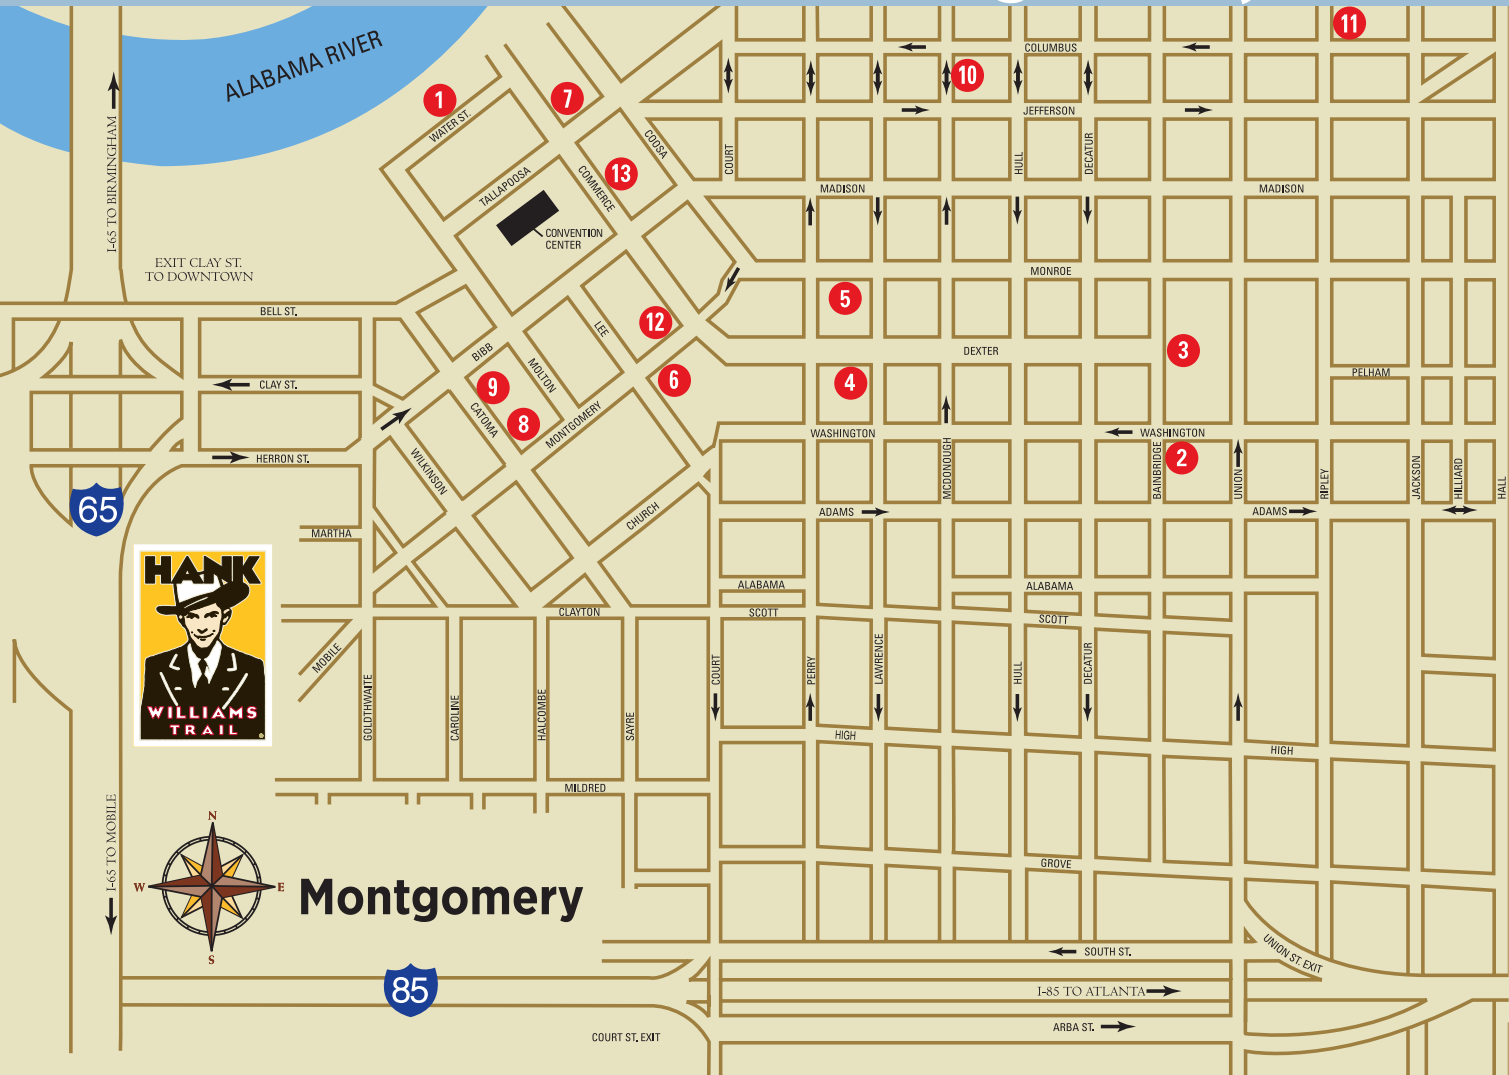 11
COLUMBUS
ALABAMA RIVER
10
1
7
JEFFERSON
WATER ST.
COOSA
I-65 TO BIRMINGHAM
COURT
HULL
DECATUR
13
TALLAPOOSA
COMMERCE
MADISON
MADISON
CONVENTION
CENTER
EXIT CLAY ST.
TO DOWNTOWN
MONROE
5
BELL ST.
12
LEE
BIBB
DEXTER
3
MOLTON
PELHAM
9
6
4
CLAY ST.
CATOMA
8
MONTGOMERY
WASHINGTON
WASHINGTON
HERRON ST.
WILKINSON
MCDONOUGH
BAINBRIDGE
2
UNION
RIPLEY
JACKSON
HILLIARD
HALL
65
CHURCH
ADAMS
ADAMS
MARTHA
HANK
WILLIAMS
TRAIL
ALABAMA
ALABAMA
CLAYTON
SCOTT
SCOTT
MOBILE
GOLDTHWAITE
CAROLINE
HALCOMBE
SAYRE
COURT
PERRY
LAWRENCE
HULL
DECATUR
HIGH
HIGH
MILDRED
I-65 TO MOBILE
N
W
E
S
Montgomery
GROVE
SOUTH ST.
UNION ST. EXIT
85
I-85 TO ATLANTA
ARBA ST.
COURT ST. EXIT